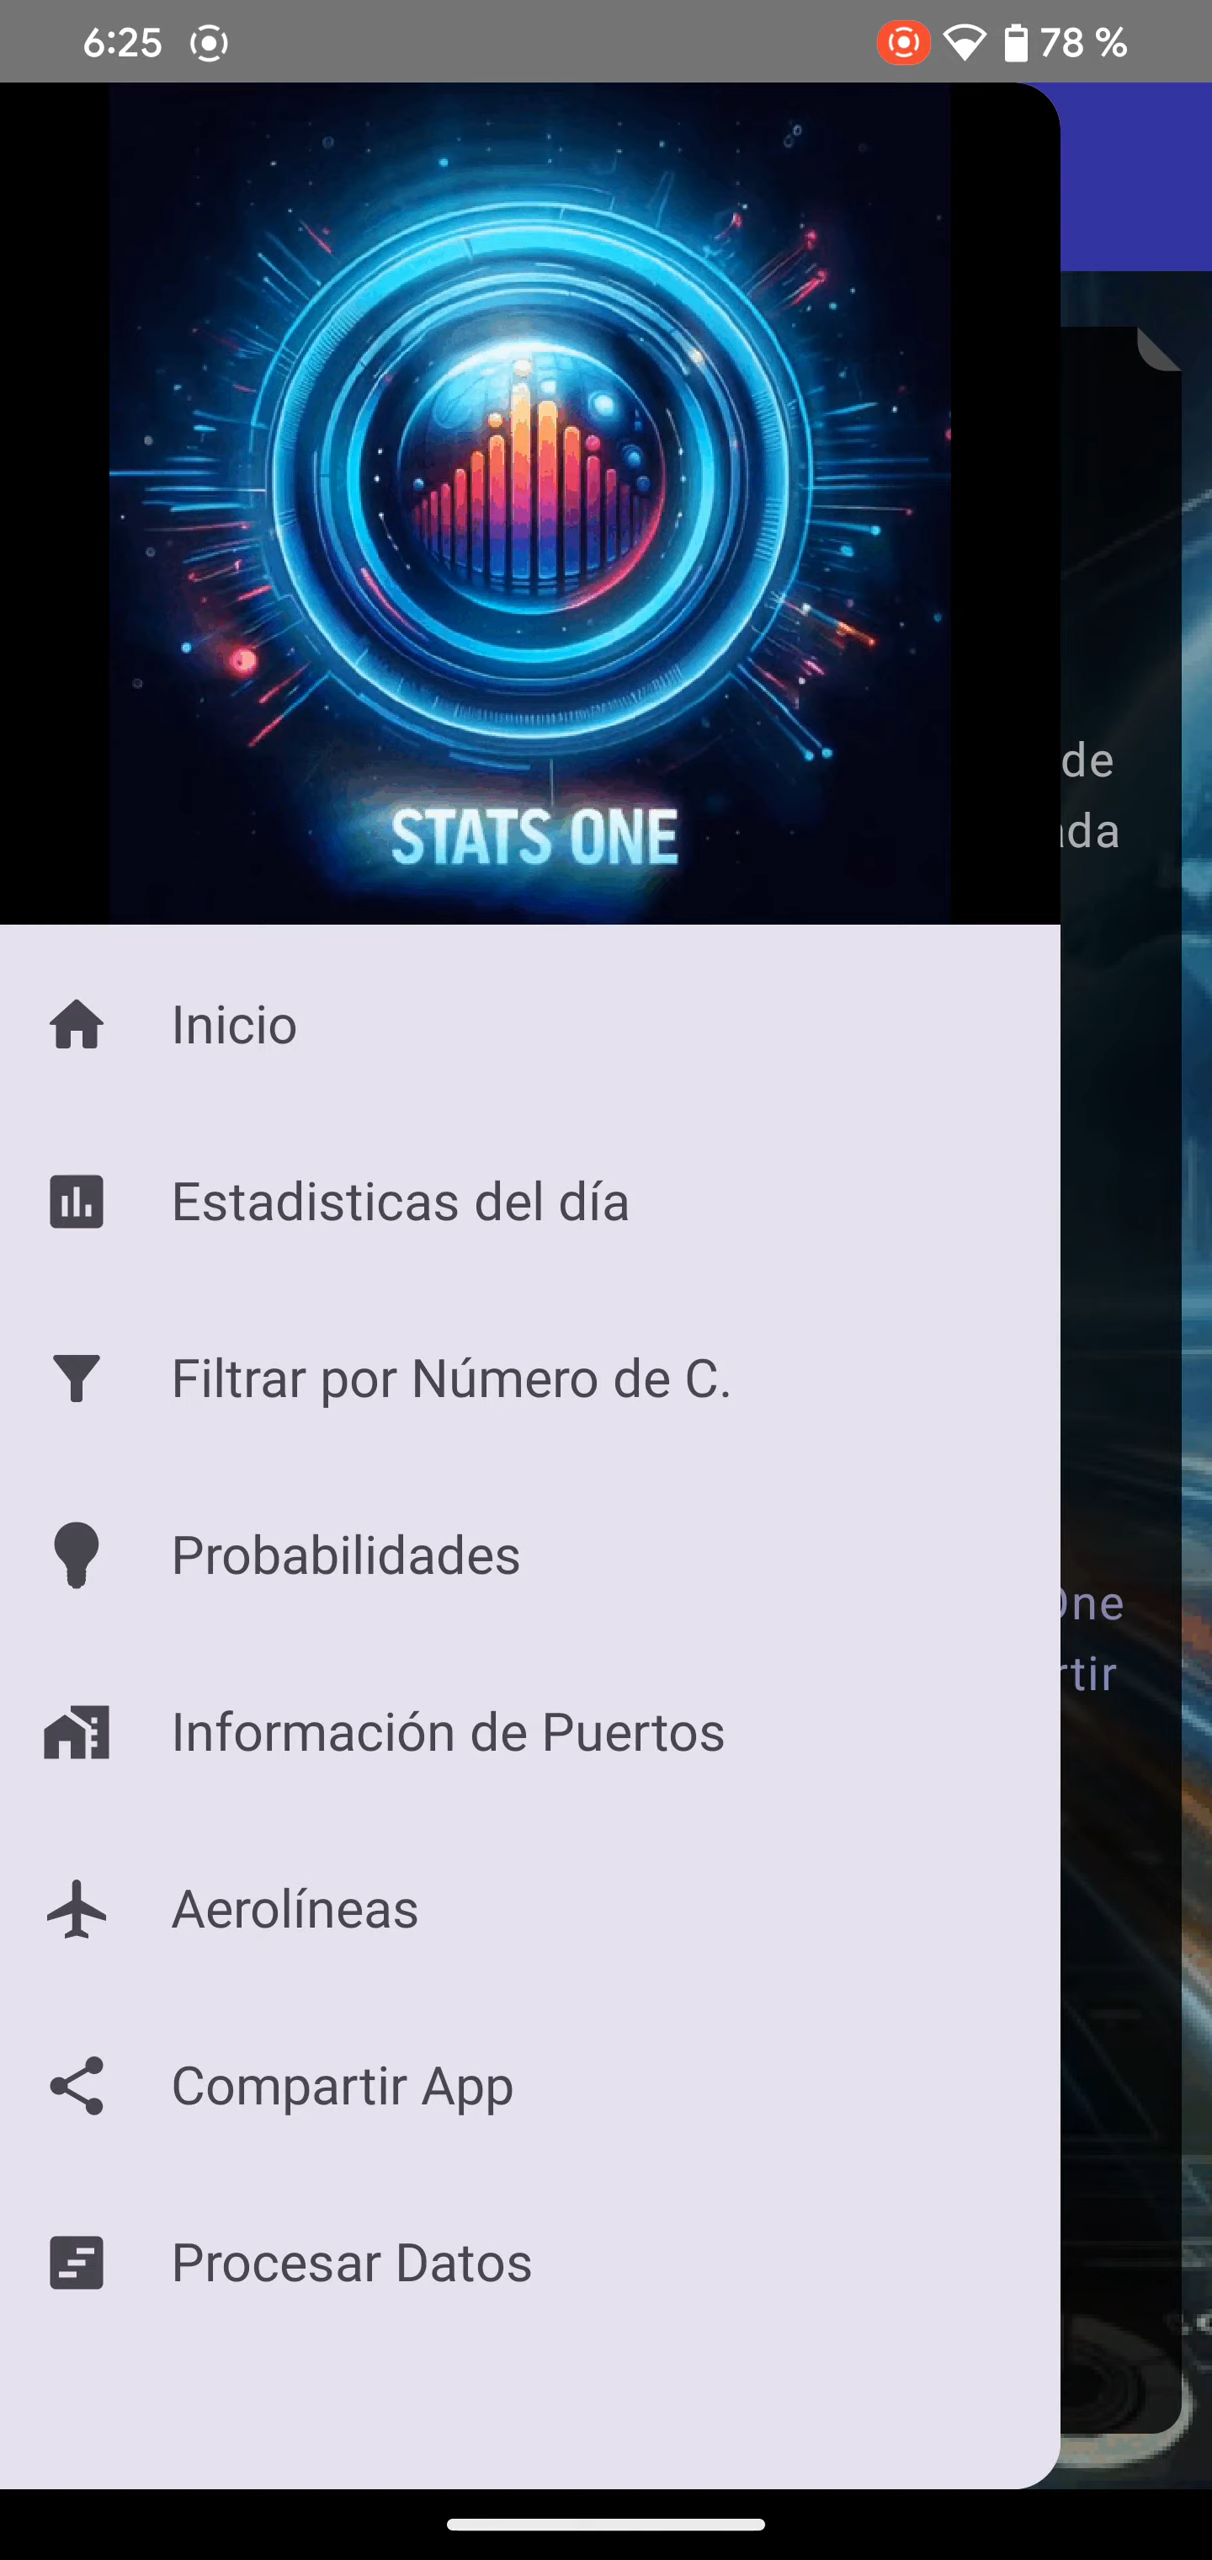 6:25
78 %
STATS ONE
de
Inicio
Estadisticas del día
Filtrar por Número de C.
Probabilidades
Información de Puertos
Aerolíneas
Compartir App
Procesar Datos